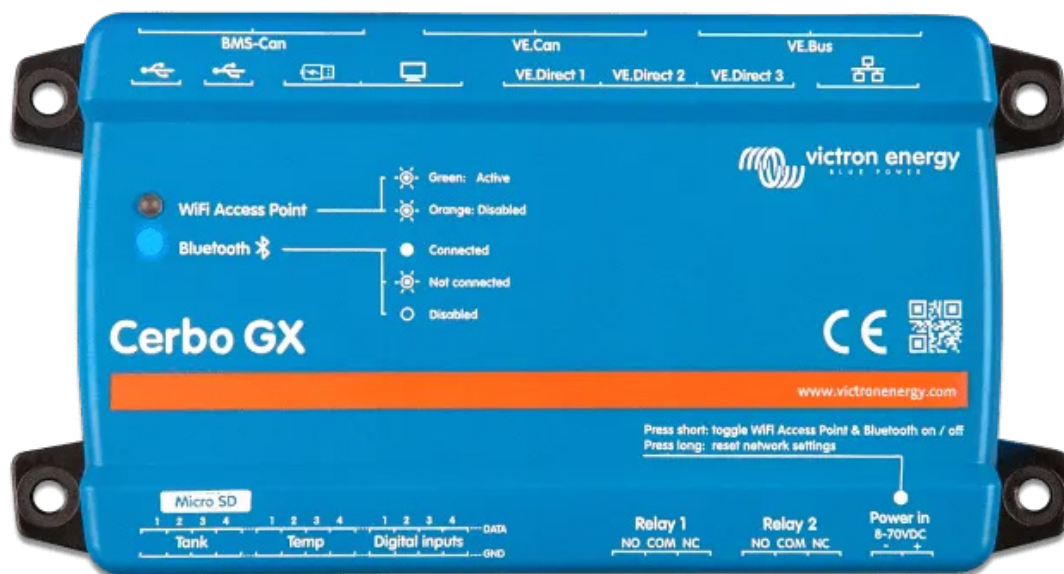 BMS-Can VE.Can VE.Bus
VE.Direct 1 VE.Direct 2 VE.Direct 3
victron energy
BLUE POWER
WiFi Access Point
Green: Active
Orange: Disabled
Bluetooth
Connected
Not connected
Disabled
Cerbo GX
CE
www.victronenergy.com
Press short: toggle WiFi Access Point & Bluetooth on / off
Press long: reset network settings
Micro SD
1 2 3 4 1 2 3 4 1 2 3 4 DATA
Tank Temp Digital inputs GND
Relay 1 Relay 2 Power in
NO COM NC NO COM NC 8-70VDC
- +